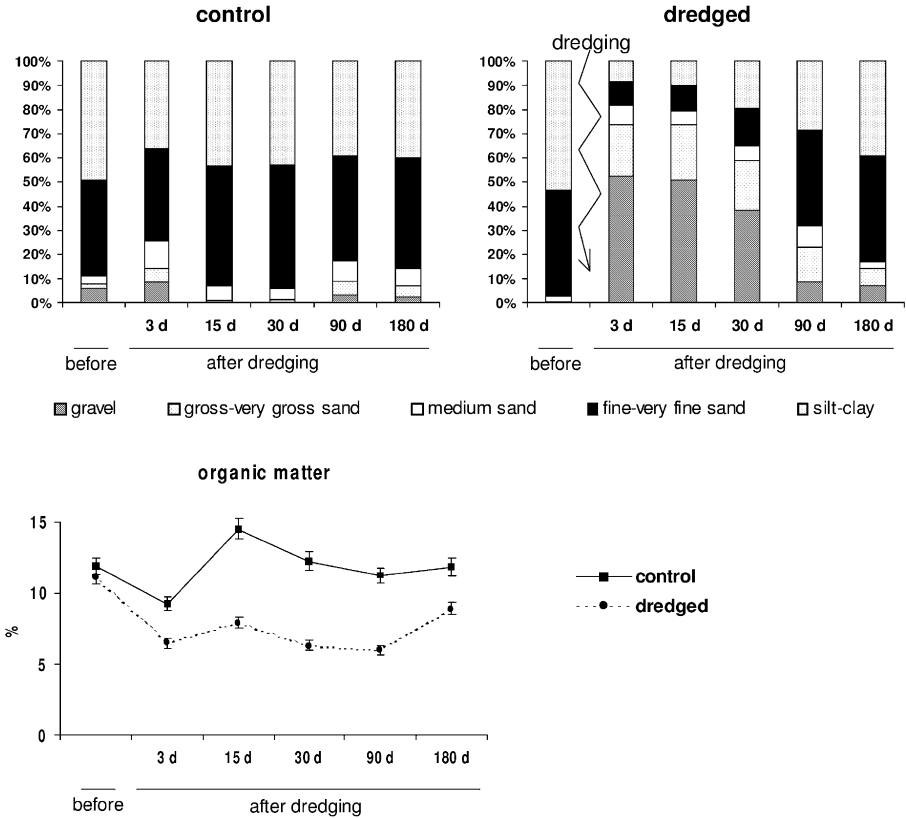 control
dredged
dredging
100%
90%
80%
70%
60%
50%
40%
30%
20%
10%
0%
100%
90%
80%
70%
60%
50%
40%
30%
20%
10%
0%
3 d 15 d 30 d 90 d 180 d
3 d 15 d 30 d 90 d 180 d
before after dredging
before after dredging
gravel gross-very gross sand medium sand fine-very fine sand silt-clay
organic matter
15
10
5
0
%
control
dredged
3 d 15 d 30 d 90 d 180 d
before after dredging